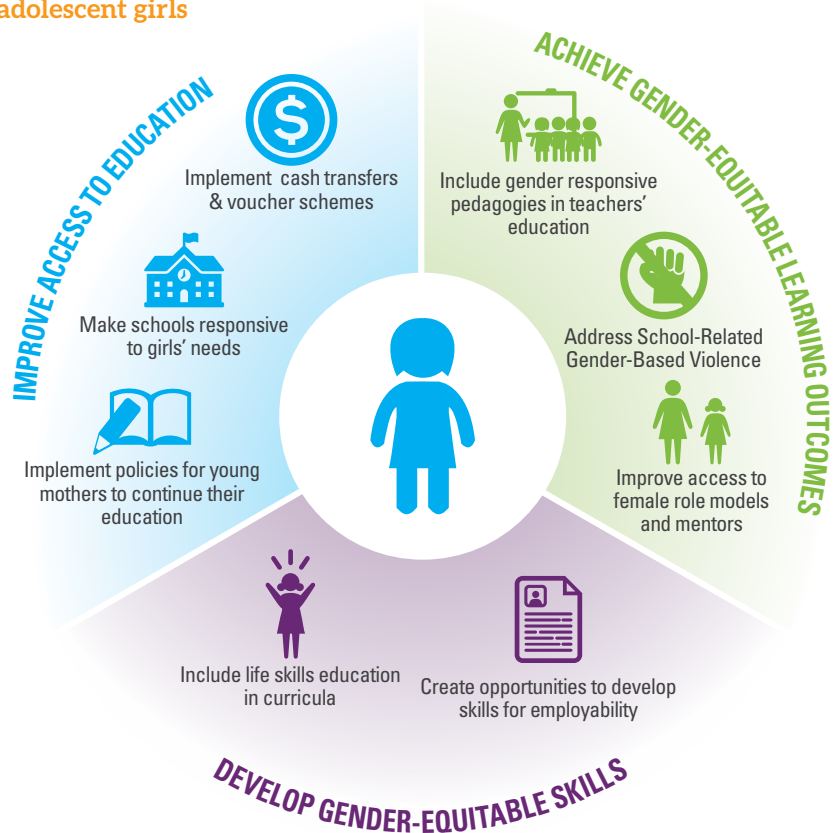 adolescent girls
IMPROVE ACCESS TO EDUCATION
$
Implement cash transfers
& voucher schemes
Make schools responsive
to girls' needs
Implement policies for young
mothers to continue their
education
ACHIEVE GENDER-EQUITABLE LEARNING OUTCOMES
Include gender responsive
pedagogies in teachers'
education
Address School-Related
Gender-Based Violence
Improve access to
female role models
and mentors
Include life skills education
in curricula
Create opportunities to develop
skills for employability
DEVELOP GENDER-EQUITABLE SKILLS